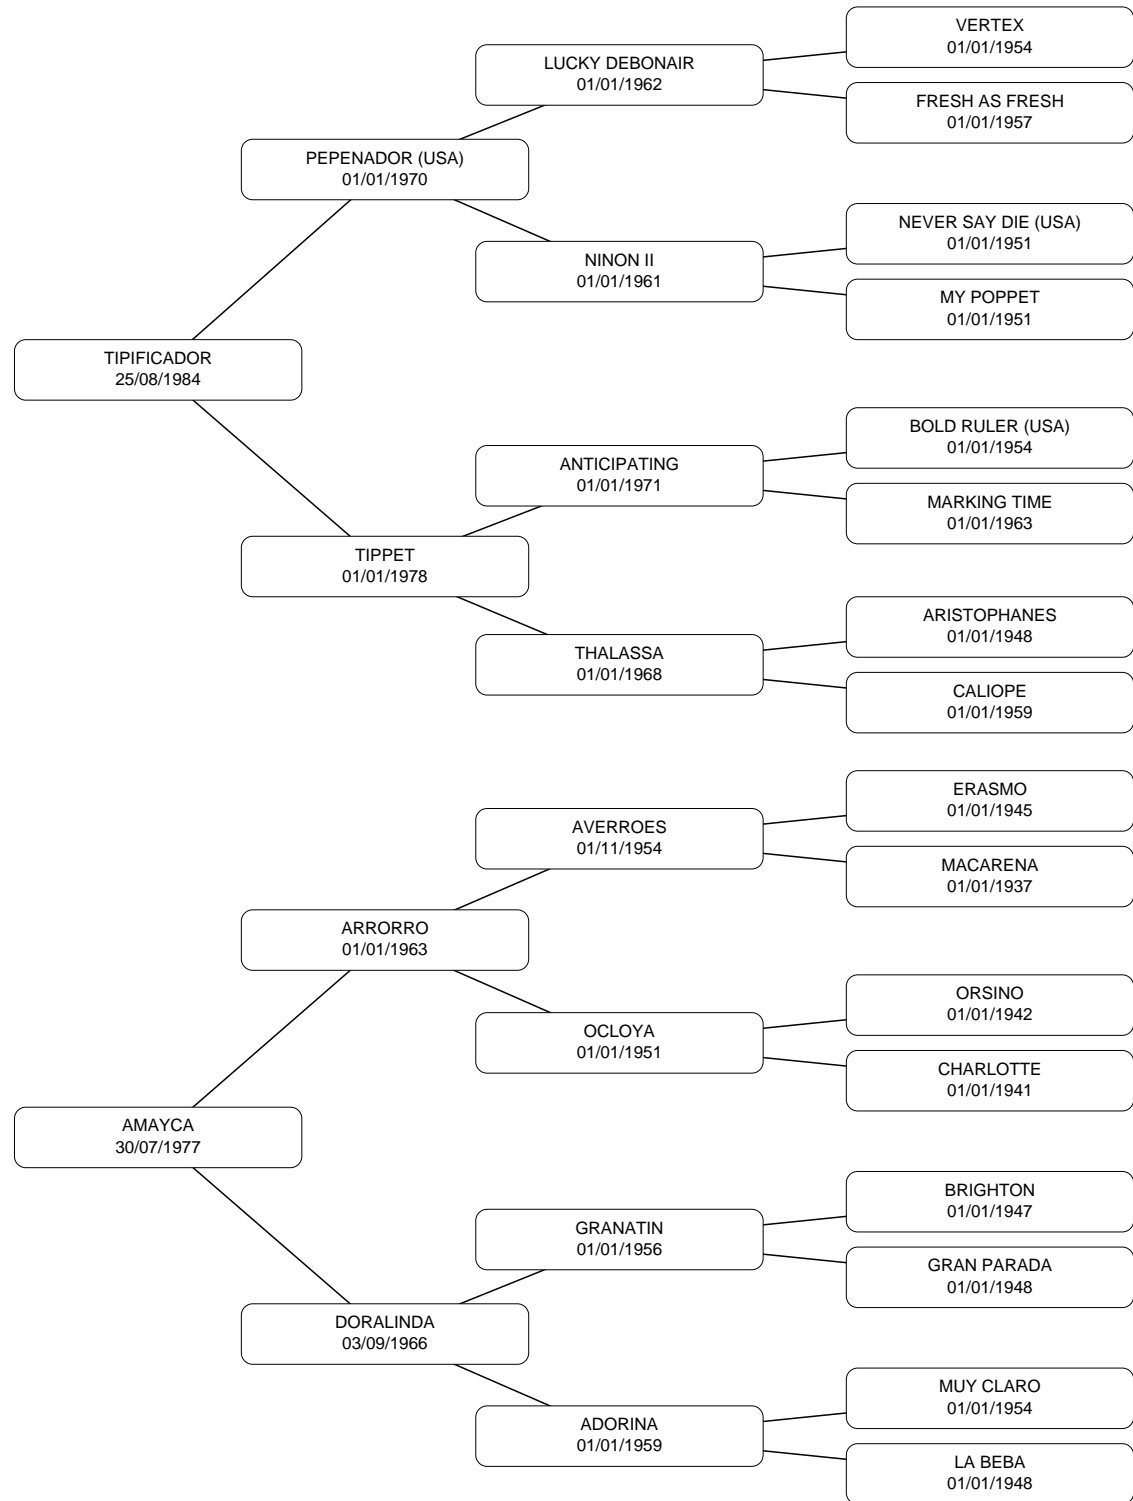 VERTEX
01/01/1954
LUCKY DEBONAIR
01/01/1962
FRESH AS FRESH
01/01/1957
PEPENADOR (USA)
01/01/1970
NEVER SAY DIE (USA)
01/01/1951
NINON II
01/01/1961
MY POPPET
01/01/1951
TIPIFICADOR
25/08/1984
BOLD RULER (USA)
01/01/1954
ANTICIPATING
01/01/1971
MARKING TIME
01/01/1963
TIPPET
01/01/1978
ARISTOPHANES
01/01/1948
THALASSA
01/01/1968
CALIOPE
01/01/1959
ERASMO
01/01/1945
AVERROES
01/11/1954
MACARENA
01/01/1937
ARRORRO
01/01/1963
ORSINO
01/01/1942
OCLOYA
01/01/1951
CHARLOTTE
01/01/1941
AMAYCA
30/07/1977
BRIGHTON
01/01/1947
GRANATIN
01/01/1956
GRAN PARADA
01/01/1948
DORALINDA
03/09/1966
MUY CLARO
01/01/1954
ADORINA
01/01/1959
LA BEBA
01/01/1948